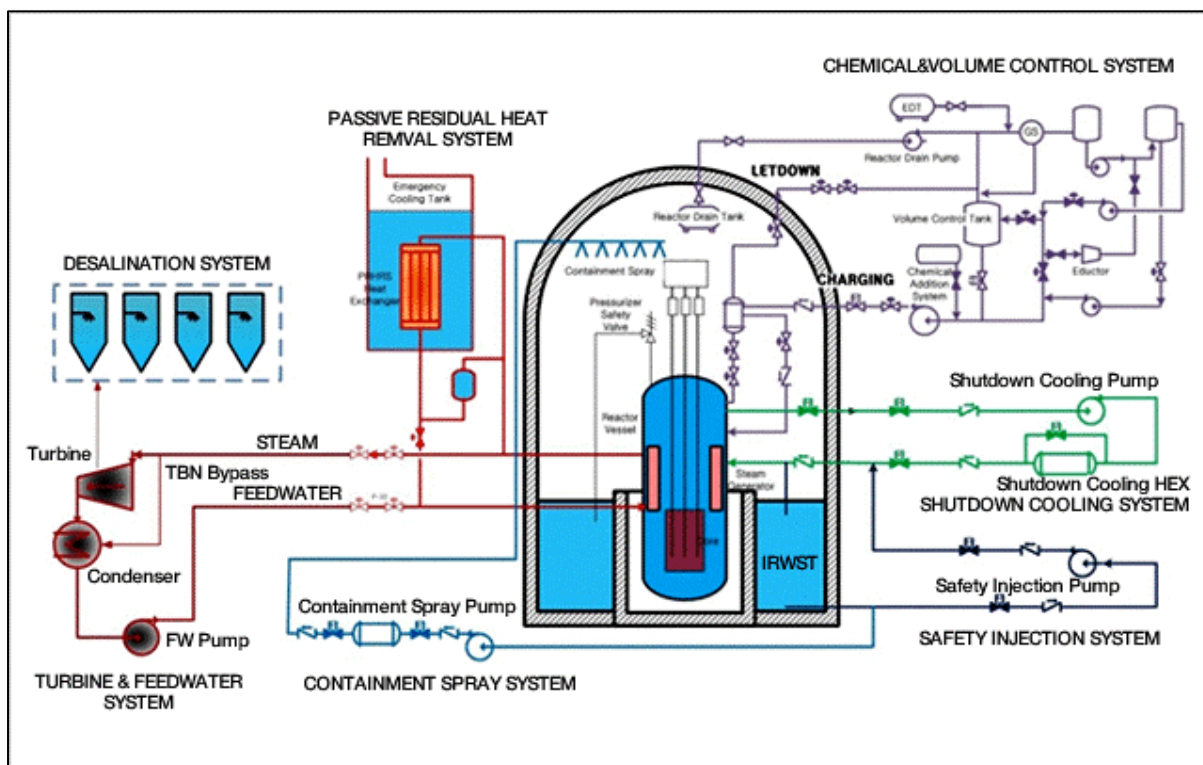 CHEMICAL&VOLUME CONTROL SYSTEM
EDT
GS
Reactor Drain Pump
PASSIVE RESIDUAL HEAT
REMVAL SYSTEM
LETDOWN
Emergency
Cooling Tank
Reactor Drain Tank
Volume Control Tank
DESALINATION SYSTEM
Containment Spray
PRHRS
Heat
Exchanger
CHARGING
Chemical
Addition
System
Eductor
Pressurizer
Safety
Valve
Shutdown Cooling Pump
Reactor
Vessel
STEAM
Turbine
TBN Bypass
Steam
Generator
FEEDWATER
Shutdown Cooling HEX
SHUTDOWN COOLING SYSTEM
Core
IRWST
Condenser
Safety Injection Pump
Containment Spray Pump
FW Pump
SAFETY INJECTION SYSTEM
TURBINE & FEEDWATER
SYSTEM
CONTAINMENT SPRAY SYSTEM